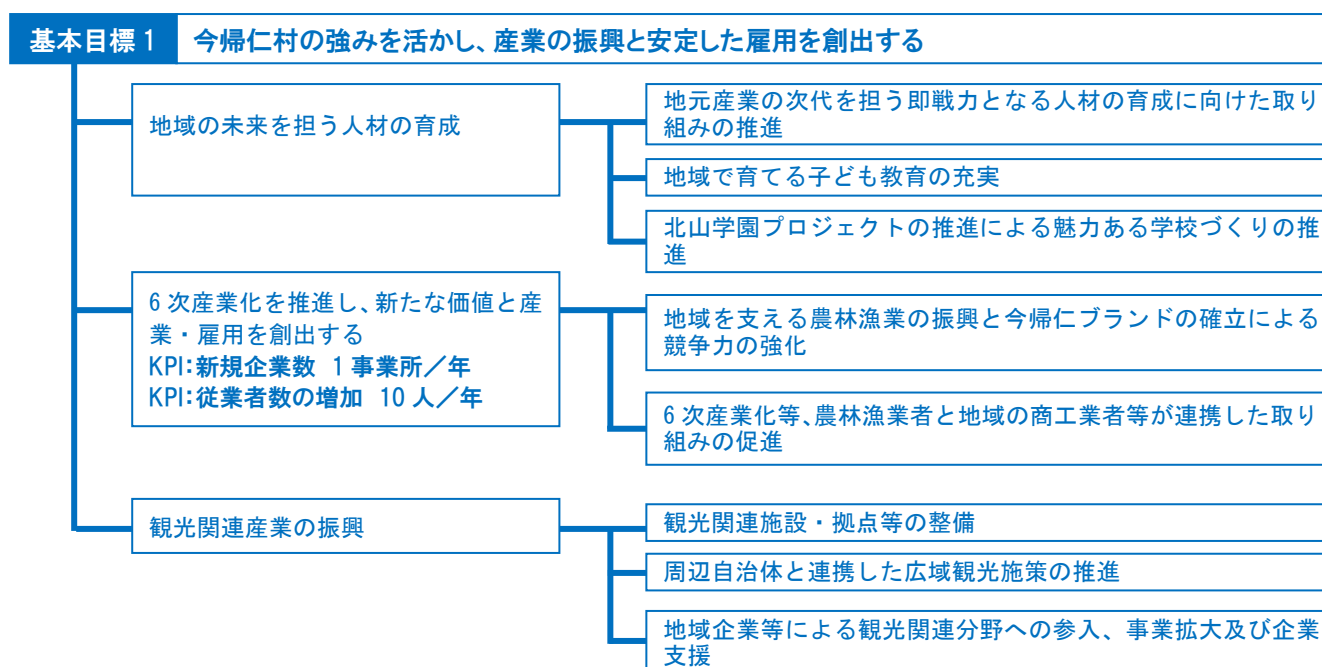 基本目標 1 今帰仁村の強みを活かし、産業の振興と安定した雇用を創出する
地域の未来を担う人材の育成
地元産業の次代を担う即戦力となる人材の育成に向けた取り
組みの推進
地域で育てる子ども教育の充実
北山学園プロジェクトの推進による魅力ある学校づくりの推
進
6 次産業化を推進し、新たな価値と産
業・雇用を創出する
KPI:新規企業数 1 事業所／年
KPI:従業者数の増加 10 人／年
地域を支える農林漁業の振興と今帰仁ブランドの確立による
競争力の強化
6 次産業化等、農林漁業者と地域の商工業者等が連携した取り
組みの促進
観光関連産業の振興
観光関連施設・拠点等の整備
周辺自治体と連携した広域観光施策の推進
地域企業等による観光関連分野への参入、事業拡大及び企業
支援